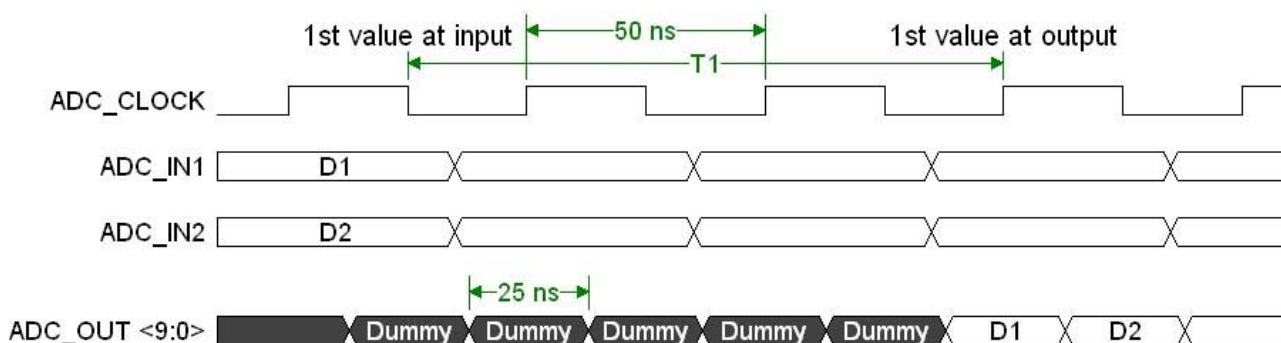 1st value at input
50 ns
1st value at output
T1
ADC_CLOCK
ADC_IN1 D1
ADC_IN2 D2
25 ns
ADC_OUT <9:0> Dummy Dummy Dummy Dummy Dummy D1 D2